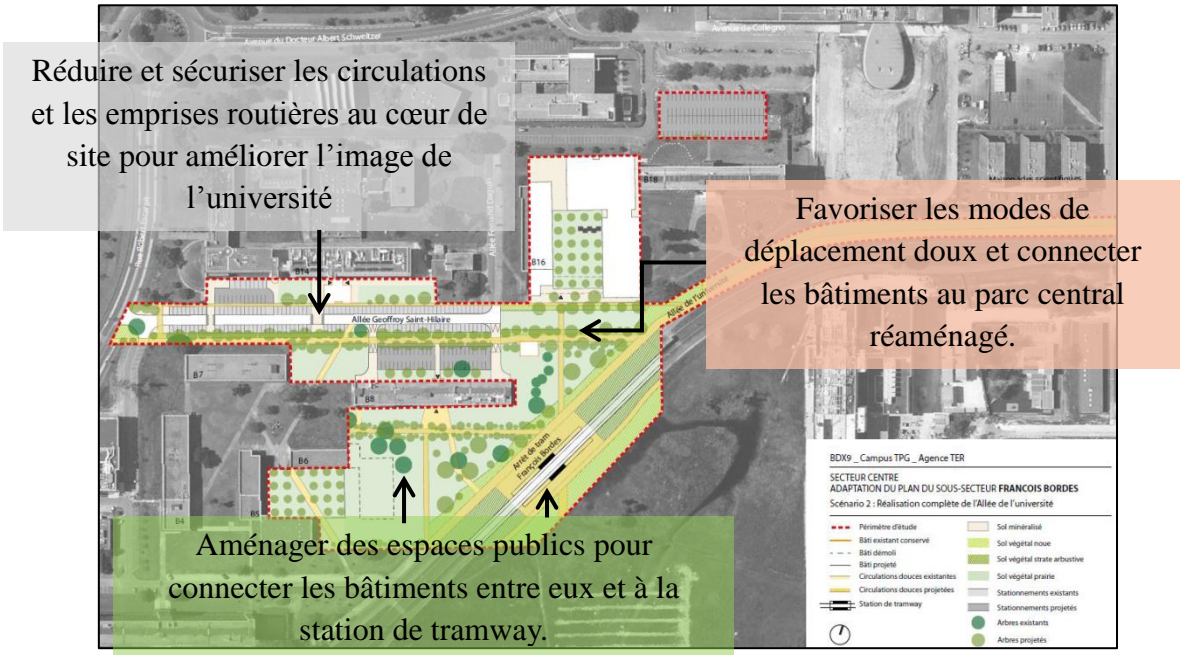 Avenue du Docteur Albert Schweitzer
Avenue de Collegno
Réduire et sécuriser les circulations
et les emprises routières au cœur de
site pour améliorer l’image de
l’université
B18
Favoriser les modes de
déplacement doux et connecter
les bâtiments au parc central
réaménagé.
B14
B16
Allée de l'université
Allée Geoffroy Saint-Hilaire
B7
B8
Arrêt de tram
François Bordes
B6
B5
B4
Aménager des espaces publics pour
connecter les bâtiments entre eux et à la
station de tramway.
BDX9 _ Campus TPG _ Agence TER
SECTEUR CENTRE
ADAPTATION DU PLAN DU SOUS-SECTEUR FRANCOIS BORDES
Scénario 2 : Réalisation complète de l'Allée de l'université
Périmètre d'étude
Bâti existant conservé
Bâti démoli
Bâti projeté
Circulations douces existantes
Circulations douces projetées
Station de tramway
Sol minéralisé
Sol végétal noue
Sol végétal strate arbustive
Sol végétal prairie
Stationnements existants
Stationnements projetés
Arbres existants
Arbres projetés